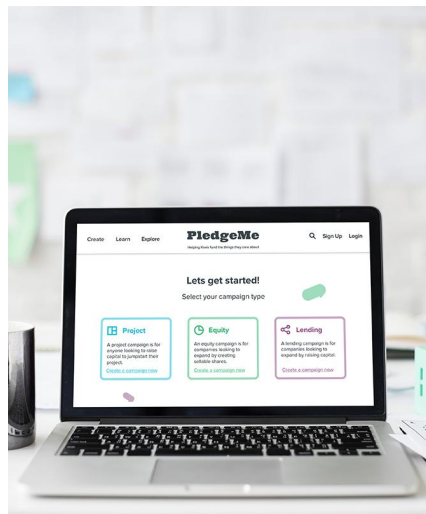 Create Learn Explore
PledgeMe
Helping Kiwis fund the things they care about
Sign Up Login
Lets get started!
Select your campaign type
Project
A project campaign is for
anyone looking to raise
capital to jumpstart their
project.
Create a campaign now
Equity
An equity campaign is for
companies looking to
expand by creating
sellable shares.
Create a campaign now
Lending
A lending campaign is for
companies looking to
expand by raising capital.
Create a campaign now